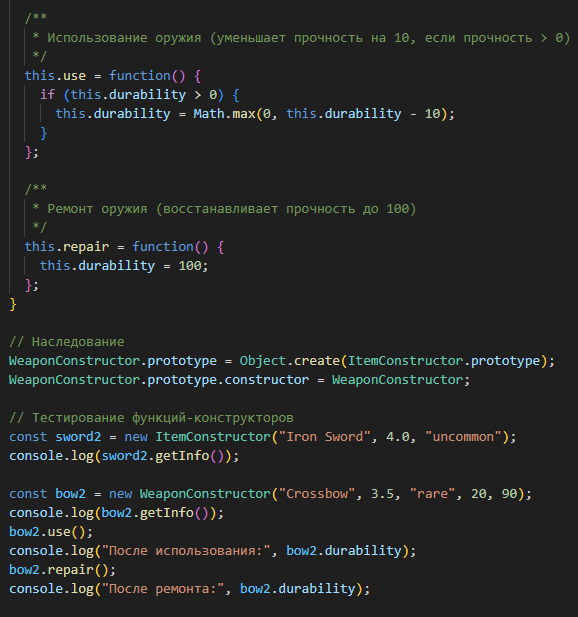 /**
 * Использование оружия (уменьшает прочность на 10, если прочность > 0)
 */
this.use = function() {
  if (this.durability > 0) {
    this.durability = Math.max(0, this.durability - 10);
  }
};
/**
 * Ремонт оружия (восстанавливает прочность до 100)
 */
this.repair = function() {
  this.durability = 100;
};
}
// Наследование
WeaponConstructor.prototype = Object.create(ItemConstructor.prototype);
WeaponConstructor.prototype.constructor = WeaponConstructor;
// Тестирование функций-конструкторов
const sword2 = new ItemConstructor("Iron Sword", 4.0, "uncommon");
console.log(sword2.getInfo());
const bow2 = new WeaponConstructor("Crossbow", 3.5, "rare", 20, 90);
console.log(bow2.getInfo());
bow2.use();
console.log("После использования:", bow2.durability);
bow2.repair();
console.log("После ремонта:", bow2.durability);